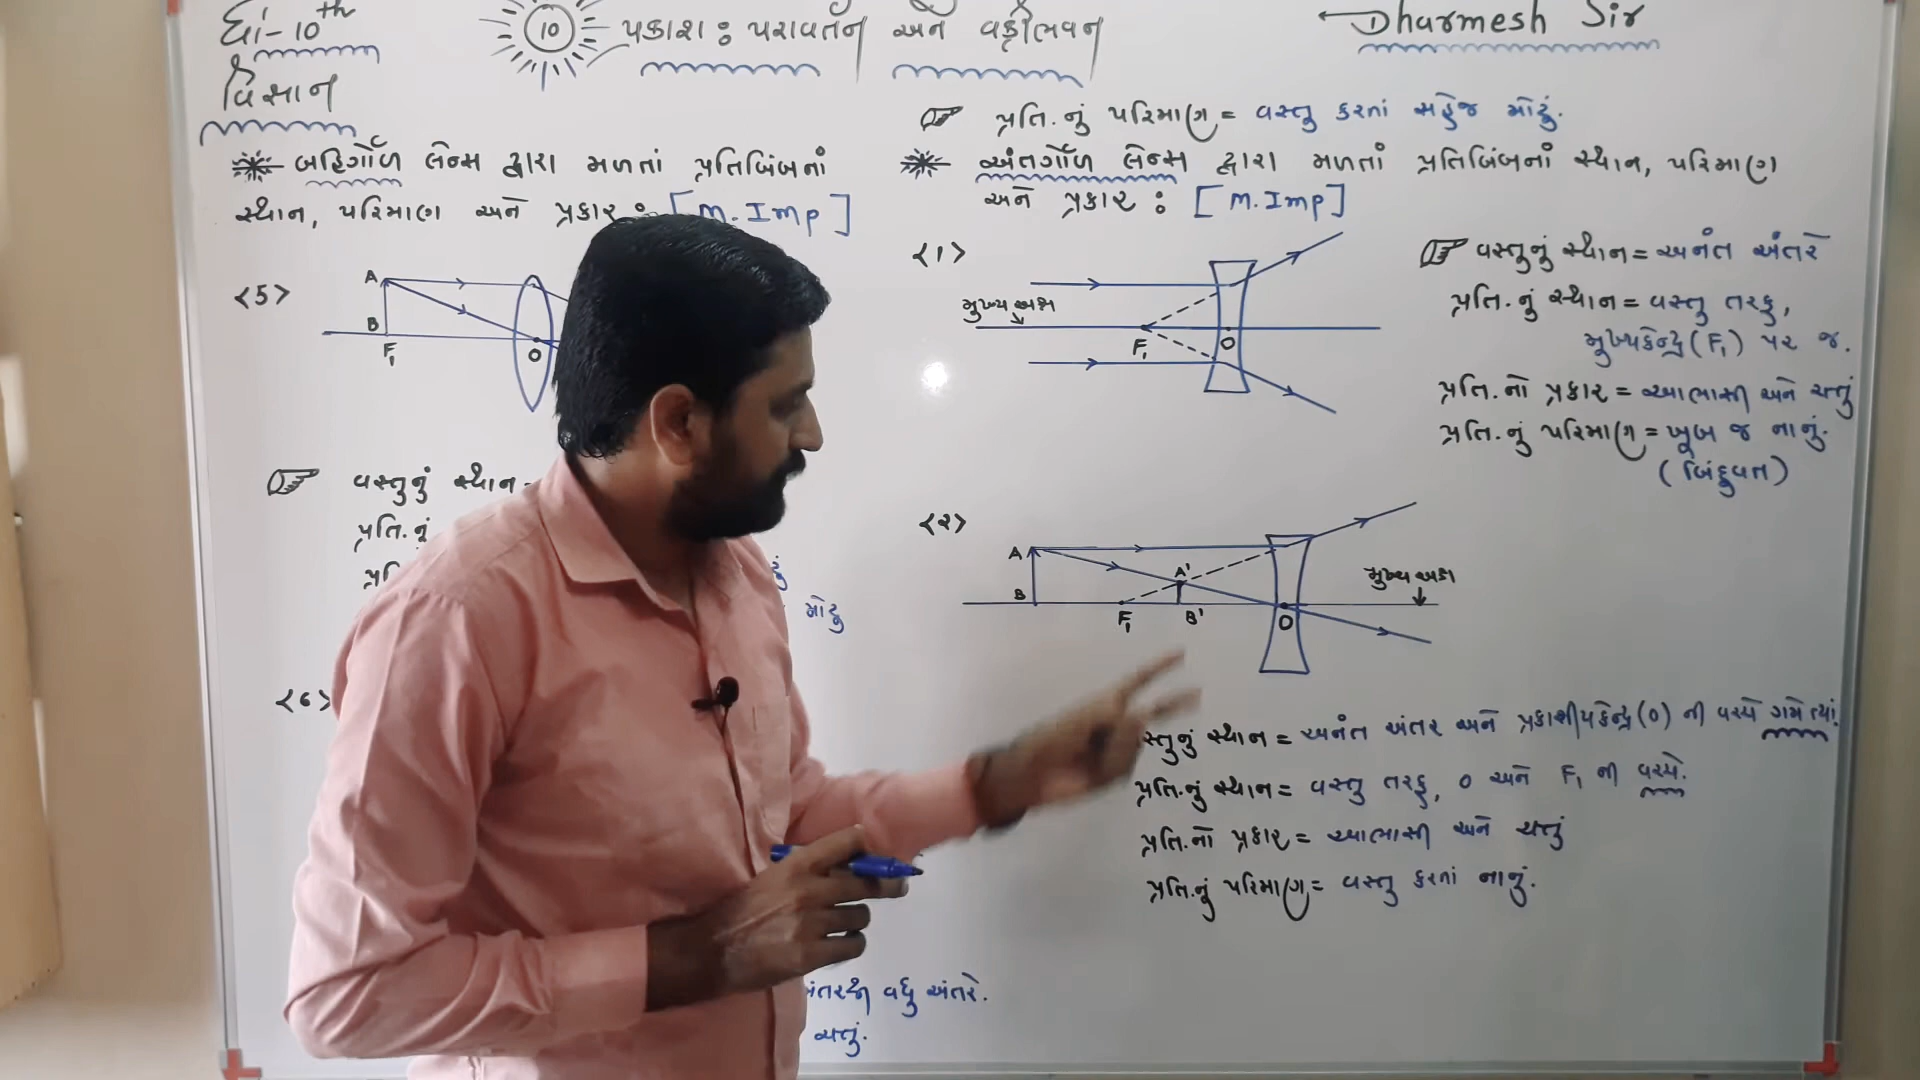 ધો-10th
વિજ્ઞાન
10 પ્રકાશ : પરાવર્તન અને વક્રીભવન
Dharmesh Sir
બહિર્ગોળ લેન્સ દ્વારા મળતાં પ્રતિબિંબનાં
સ્થાન, પરિમાણ અને પ્રકાર : [M. Imp]
<5>
A
B
F₁
O
વસ્તુનું સ્થાન
પ્રતિ.નું
પ્ર
મોટું
<6>
અંતરેથી વધુ અંતરે.
ચત્તું.
પ્રતિ.નું પરિમાણ = વસ્તુ કરતાં સહેજ મોટું.
અંતર્ગોળ લેન્સ દ્વારા મળતાં પ્રતિબિંબનાં સ્થાન, પરિમાણ
અને પ્રકાર : [M. Imp]
<1>
મુખ્ય અક્ષ
F₁
O
વસ્તુનું સ્થાન = અનંત અંતરે
પ્રતિ.નું સ્થાન = વસ્તુ તરફ,
મુખ્યકેન્દ્ર (F₁) પર જ.
પ્રતિ.નો પ્રકાર = આભાસી અને ચત્તું
પ્રતિ.નું પરિમાણ = ખૂબ જ નાનું.
(બિંદુવત)
<2>
A
B
F₁
A'
B'
O
મુખ્ય અક્ષ
સ્તુનું સ્થાન = અનંત અંતર અને પ્રકાશીયકેન્દ્ર (O) ની વચ્ચે ગમે ત્યાં.
પ્રતિ.નું સ્થાન = વસ્તુ તરફ, O અને F₁ ની વચ્ચે.
પ્રતિ.નો પ્રકાર = આભાસી અને ચત્તું
પ્રતિ.નું પરિમાણ = વસ્તુ કરતાં નાનું.